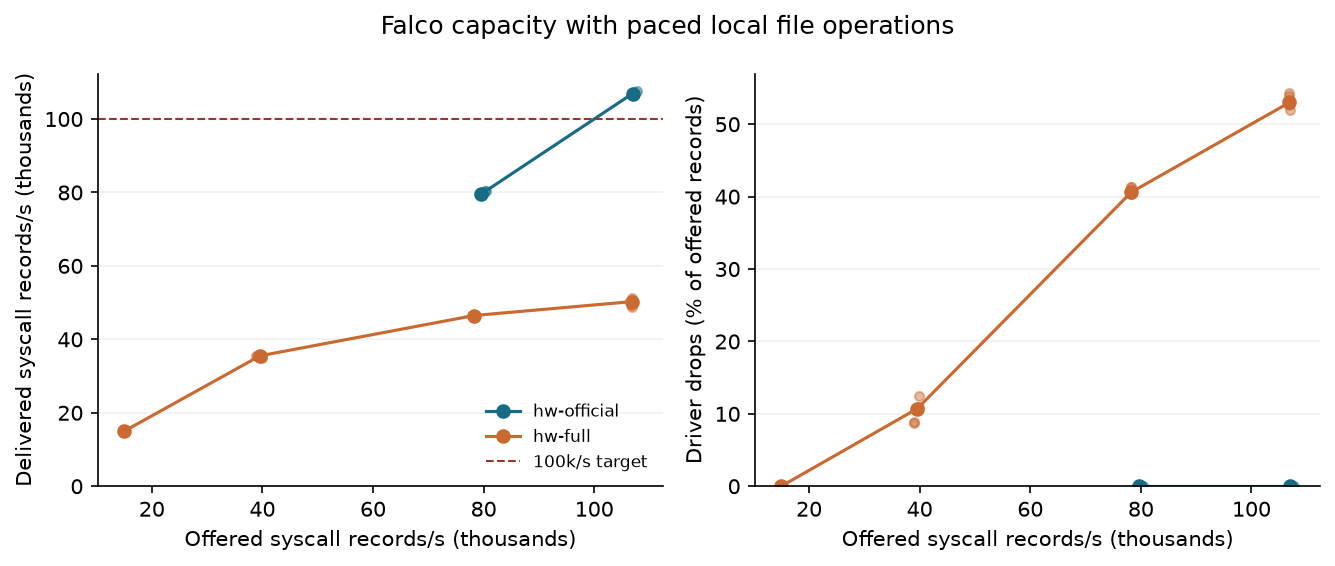 Falco capacity with paced local file operations
Delivered syscall records/s (thousands)
100
80
60
40
20
0
20 40 60 80 100
Offered syscall records/s (thousands)
hw-official
hw-full
100k/s target
Driver drops (% of offered records)
50
40
30
20
10
0
20 40 60 80 100
Offered syscall records/s (thousands)